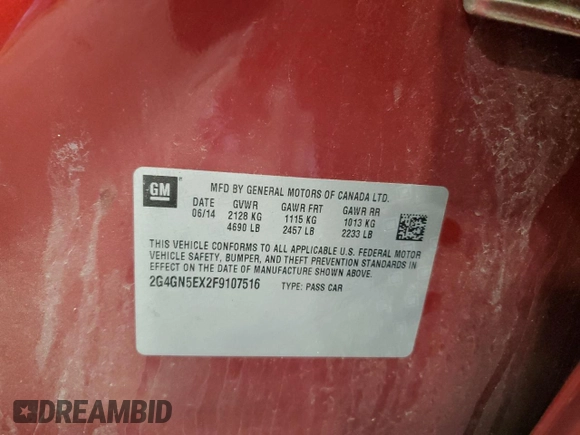 GM
MFD BY GENERAL MOTORS OF CANADA LTD.
DATE GVWR GAWR FRT GAWR RR
06/14 2128 KG 1115 KG 1013 KG
4690 LB 2457 LB 2233 LB
THIS VEHICLE CONFORMS TO ALL APPLICABLE U.S. FEDERAL MOTOR
VEHICLE SAFETY, BUMPER, AND THEFT PREVENTION STANDARDS IN
EFFECT ON THE DATE OF MANUFACTURE SHOWN ABOVE.
2G4GN5EX2F9107516 TYPE: PASS CAR
DREAMBID